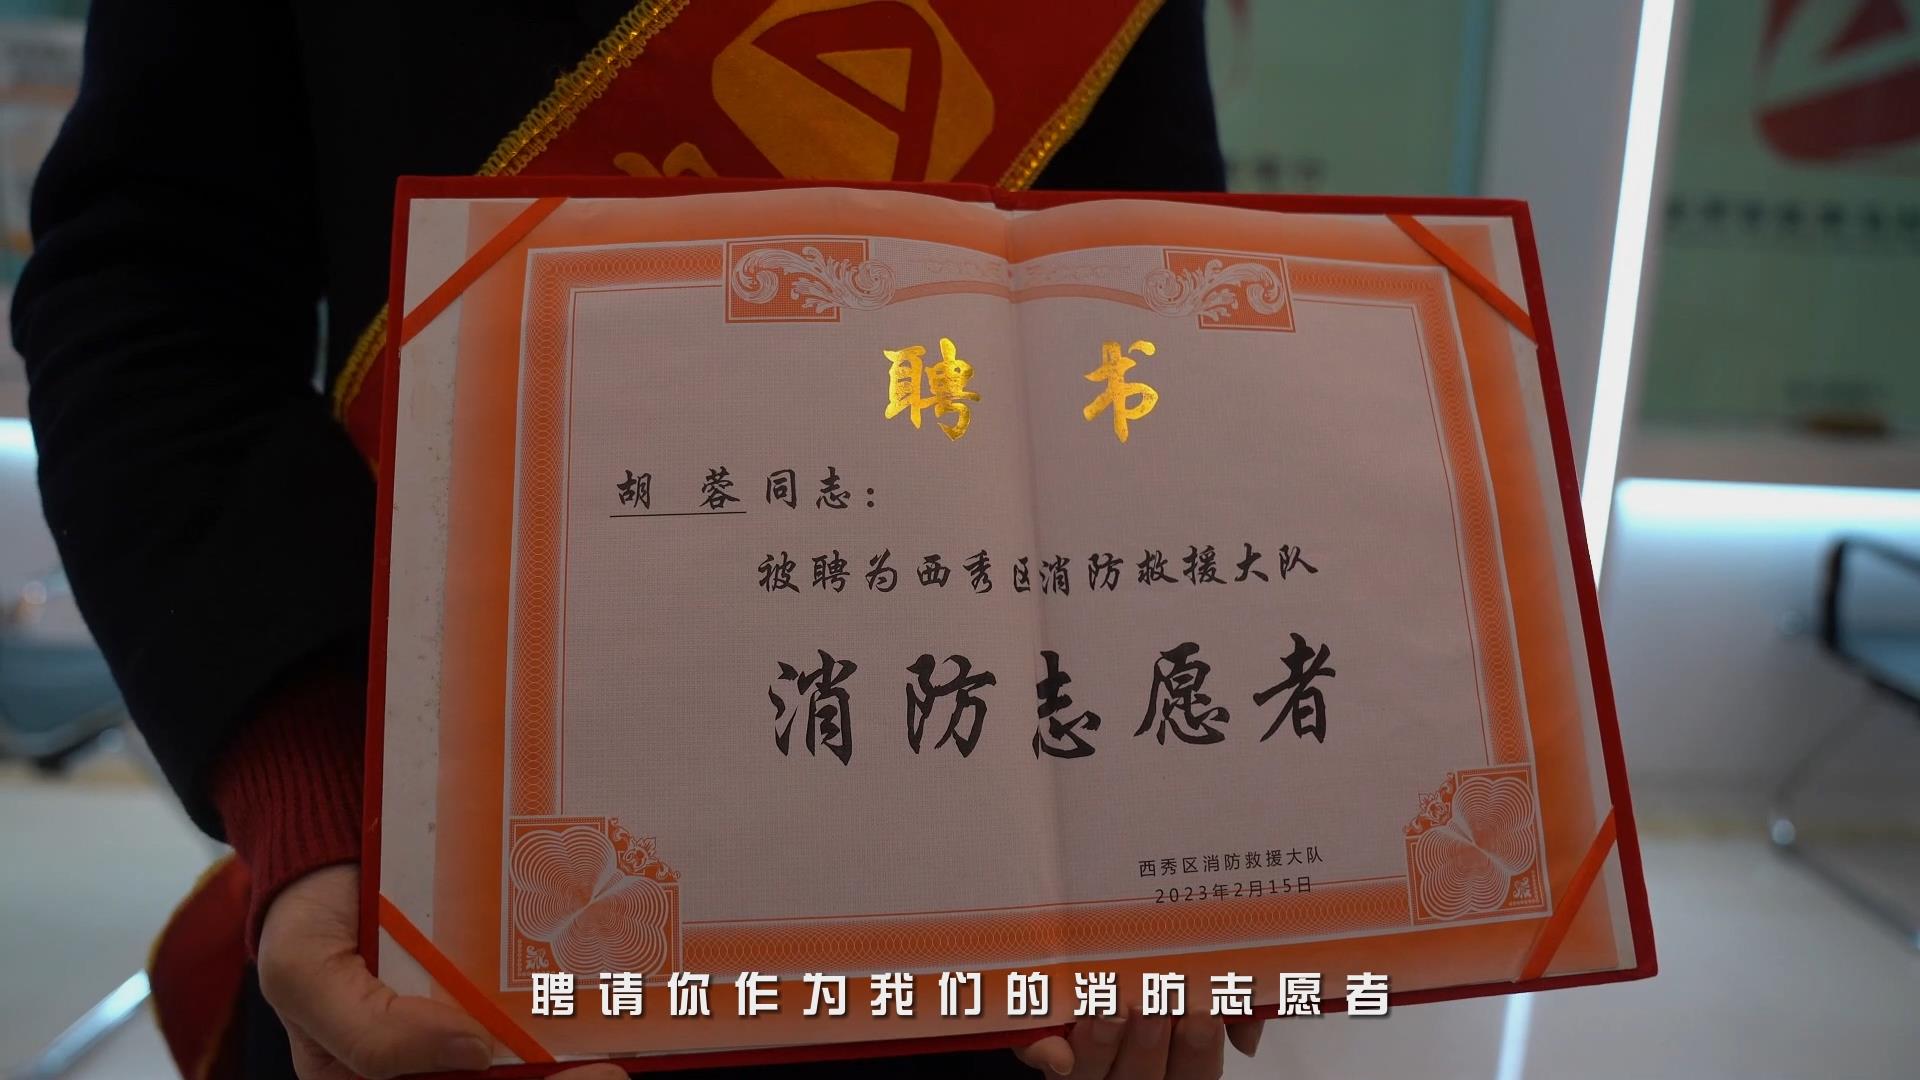 聘 书
胡 蓉 同志：
被聘为西秀区消防救援大队
消防志愿者
西秀区消防救援大队
2023年2月15日
聘请你作为我们的消防志愿者